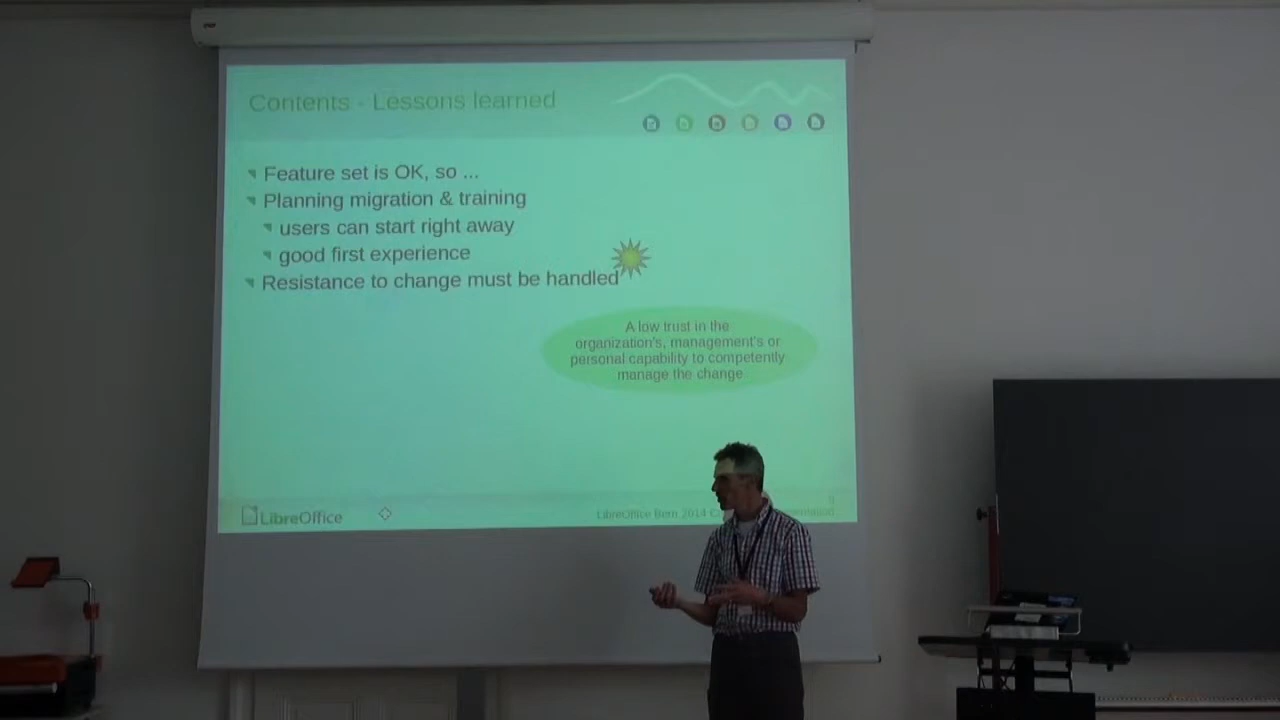 Contents - Lessons learned
Feature set is OK, so ...
Planning migration & training
users can start right away
good first experience
Resistance to change must be handled
A low trust in the
organization's, management's or
personal capability to competently
manage the change
LibreOffice
LibreOffice Bern 2014 C